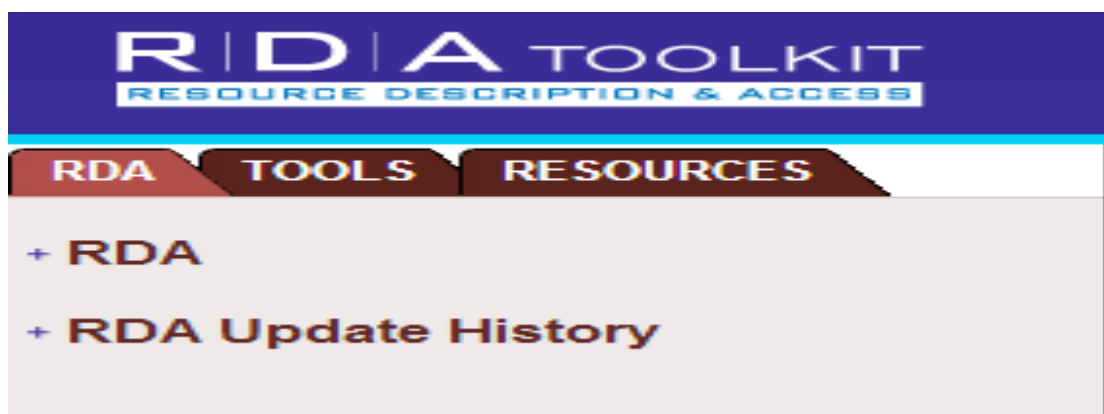 R|D|A TOOLKIT
RESOURCE DESCRIPTION & ACCESS
RDA TOOLS RESOURCES
+ RDA
+ RDA Update History